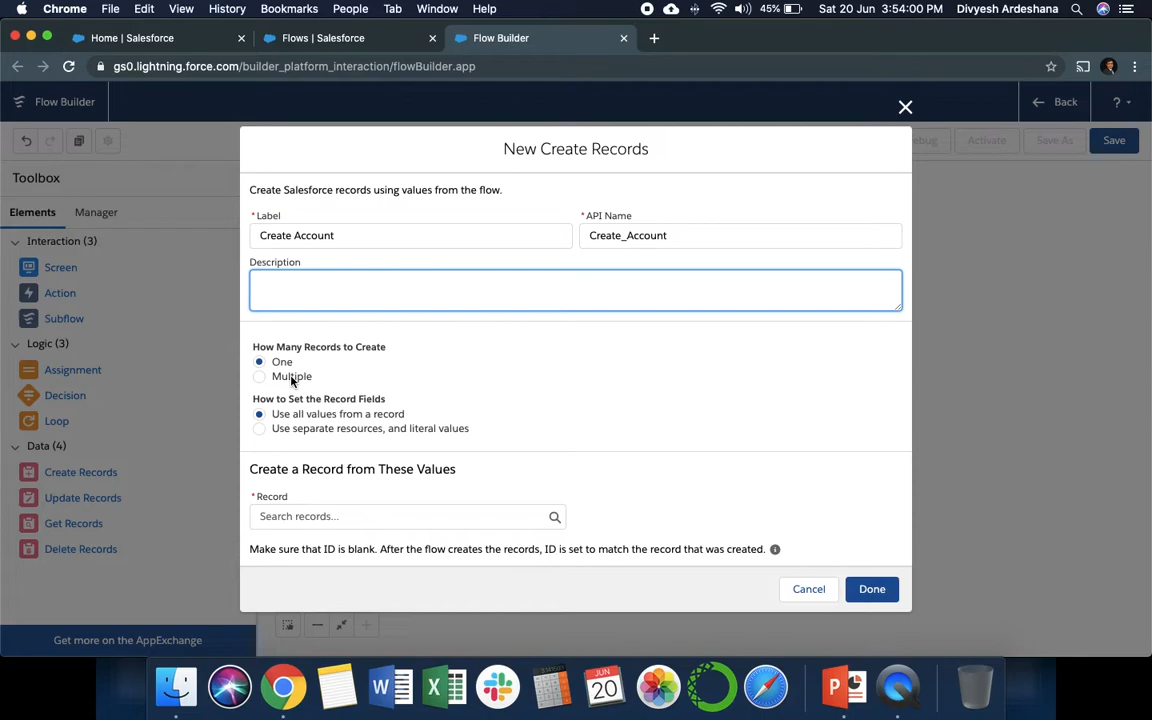 Chrome File Edit View History Bookmarks People Tab Window Help 45% Sat 20 Jun 3:54:00 PM Divyesh Ardeshana
Home | Salesforce Flows | Salesforce Flow Builder
gs0.lightning.force.com/builder_platform_interaction/flowBuilder.app
Flow Builder Back ?
ebug Activate Save As Save
Toolbox
Elements Manager
Interaction (3)
Screen
Action
Subflow
Logic (3)
Assignment
Decision
Loop
Data (4)
Create Records
Update Records
Get Records
Delete Records
Get more on the AppExchange
New Create Records
Create Salesforce records using values from the flow.
* Label * API Name
Create Account Create_Account
Description
How Many Records to Create
One
Multiple
How to Set the Record Fields
Use all values from a record
Use separate resources, and literal values
Create a Record from These Values
* Record
Search records...
Make sure that ID is blank. After the flow creates the records, ID is set to match the record that was created.
Cancel Done
JUN
20